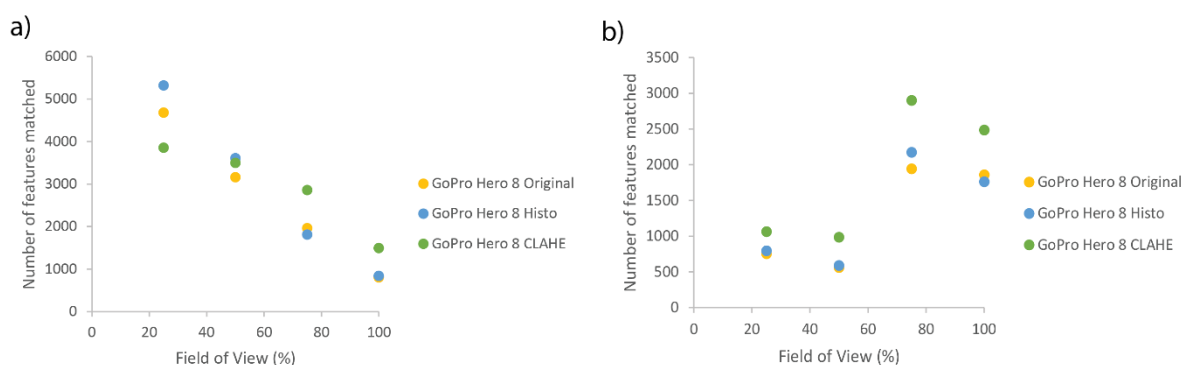 a)
Number of features matched
6000
5000
4000
3000
2000
1000
0
0 20 40 60 80 100
Field of View (%)
GoPro Hero 8 Original
GoPro Hero 8 Histo
GoPro Hero 8 CLAHE
b)
Number of features matched
3500
3000
2500
2000
1500
1000
500
0
0 20 40 60 80 100
Field of View (%)
GoPro Hero 8 Original
GoPro Hero 8 Histo
GoPro Hero 8 CLAHE